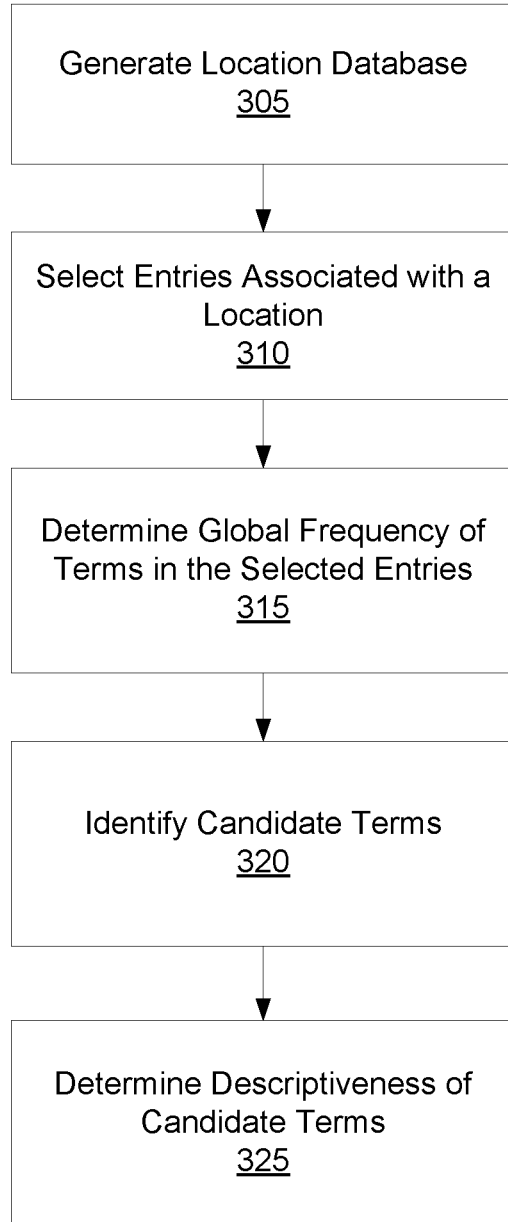 Generate Location Database
305
Select Entries Associated with a
Location
310
Determine Global Frequency of
Terms in the Selected Entries
315
Identify Candidate Terms
320
Determine Descriptiveness of
Candidate Terms
325